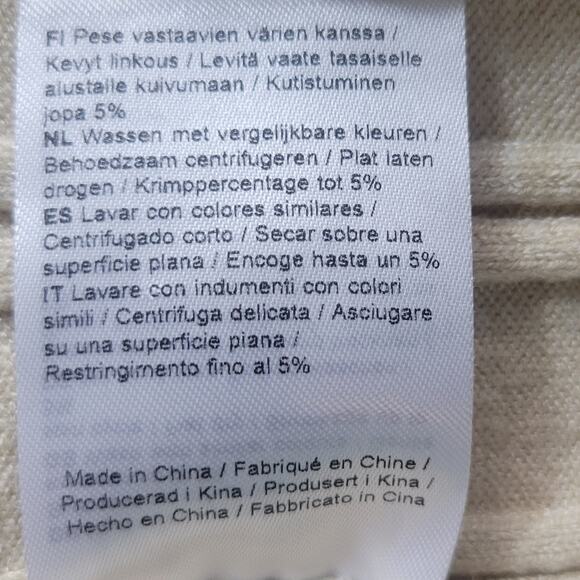 FI Pese vastaavien värien kanssa /
Kevyt linkous / Levitä vaate tasaiselle
alustalle kuivumaan / Kutistuminen
jopa 5%
NL Wassen met vergelijkbare kleuren /
Behoedzaam centrifugeren / Plat laten
drogen / Krimppercentage tot 5%
ES Lavar con colores similares /
Centrifugado corto / Secar sobre una
superficie plana / Encoge hasta un 5%
IT Lavare con indumenti con colori
simili / Centrifuga delicata / Asciugare
su una superficie piana /
Restringimento fino al 5%
Made in China / Fabriqué en Chine /
Producerad i Kina / Produsert i Kina /
Hecho en China / Fabbricato in Cina